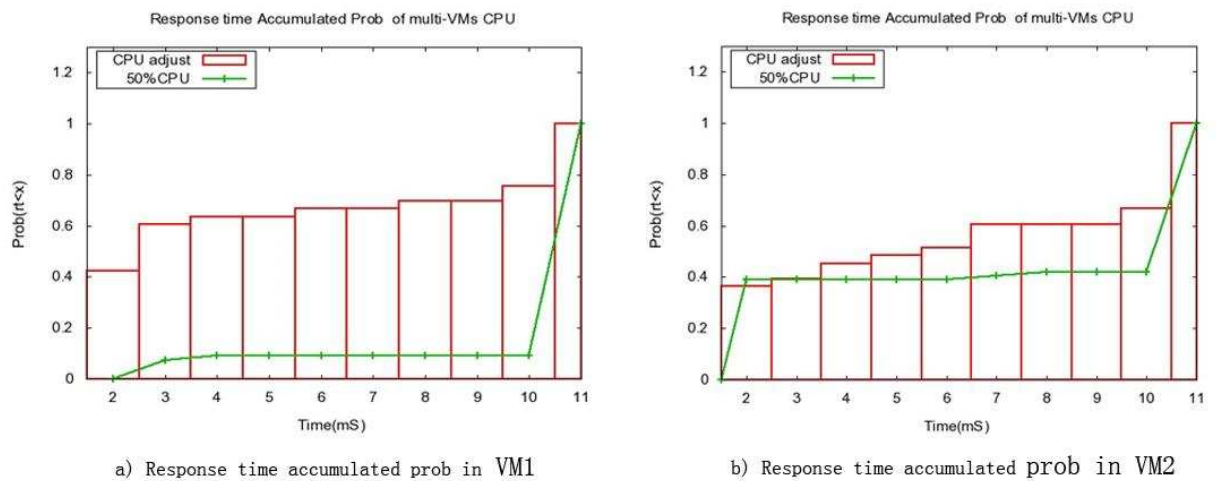 Response time Accumulated Prob of multi-VMs CPU
CPU adjust
50%CPU
1.2
1
0.8
0.6
0.4
0.2
0
Prob(rt<x)
2 3 4 5 6 7 8 9 10 11
Time(mS)
a) Response time accumulated prob in VM1
Response time Accumulated Prob of multi-VMs CPU
CPU adjust
50%CPU
1.2
1
0.8
0.6
0.4
0.2
0
Prob(rt<x)
2 3 4 5 6 7 8 9 10 11
Time(mS)
b) Response time accumulated prob in VM2